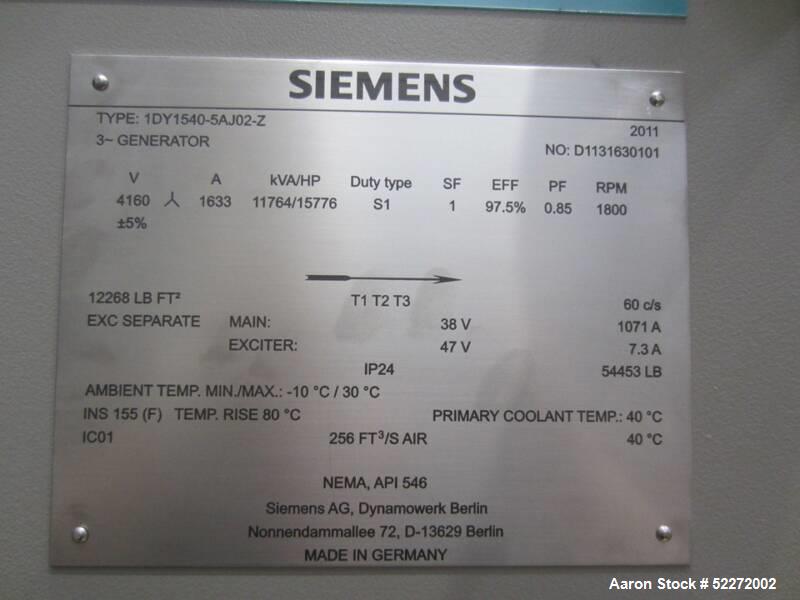 SIEMENS
TYPE: 1DY1540-5AJ02-Z
2011
3~ GENERATOR
NO: D1131630101
V A kVA/HP Duty type SF EFF PF RPM
4160 1633 11764/15776 S1 1 97.5% 0.85 1800
±5%
12268 LB FT² T1 T2 T3 60 c/s
EXC SEPARATE MAIN: 38 V 1071 A
EXCITER: 47 V 7.3 A
IP24 54453 LB
AMBIENT TEMP. MIN./MAX.: -10 °C / 30 °C
INS 155 (F) TEMP. RISE 80 °C PRIMARY COOLANT TEMP.: 40 °C
IC01 256 FT³/S AIR 40 °C
NEMA, API 546
Siemens AG, Dynamowerk Berlin
Nonnendammallee 72, D-13629 Berlin
MADE IN GERMANY
Aaron Stock # 52272002